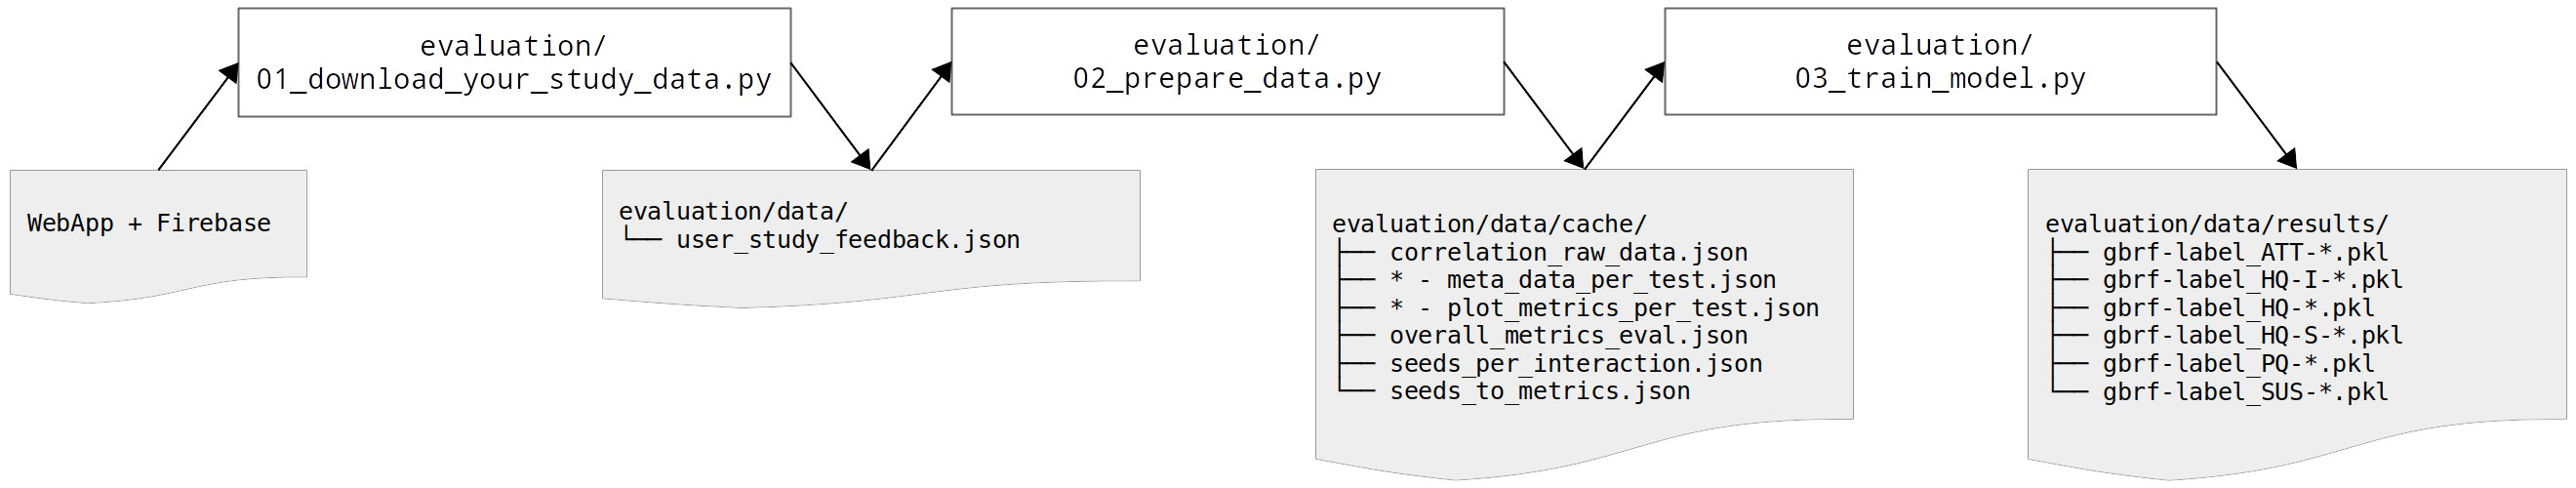 evaluation/
01_download_your_study_data.py
evaluation/
02_prepare_data.py
evaluation/
03_train_model.py
WebApp + Firebase
evaluation/data/
└── user_study_feedback.json
evaluation/data/cache/
├── correlation_raw_data.json
├── * - meta_data_per_test.json
├── * - plot_metrics_per_test.json
├── overall_metrics_eval.json
├── seeds_per_interaction.json
└── seeds_to_metrics.json
evaluation/data/results/
├── gbrf-label_ATT-*.pkl
├── gbrf-label_HQ-I-*.pkl
├── gbrf-label_HQ-*.pkl
├── gbrf-label_HQ-S-*.pkl
├── gbrf-label_PQ-*.pkl
└── gbrf-label_SUS-*.pkl